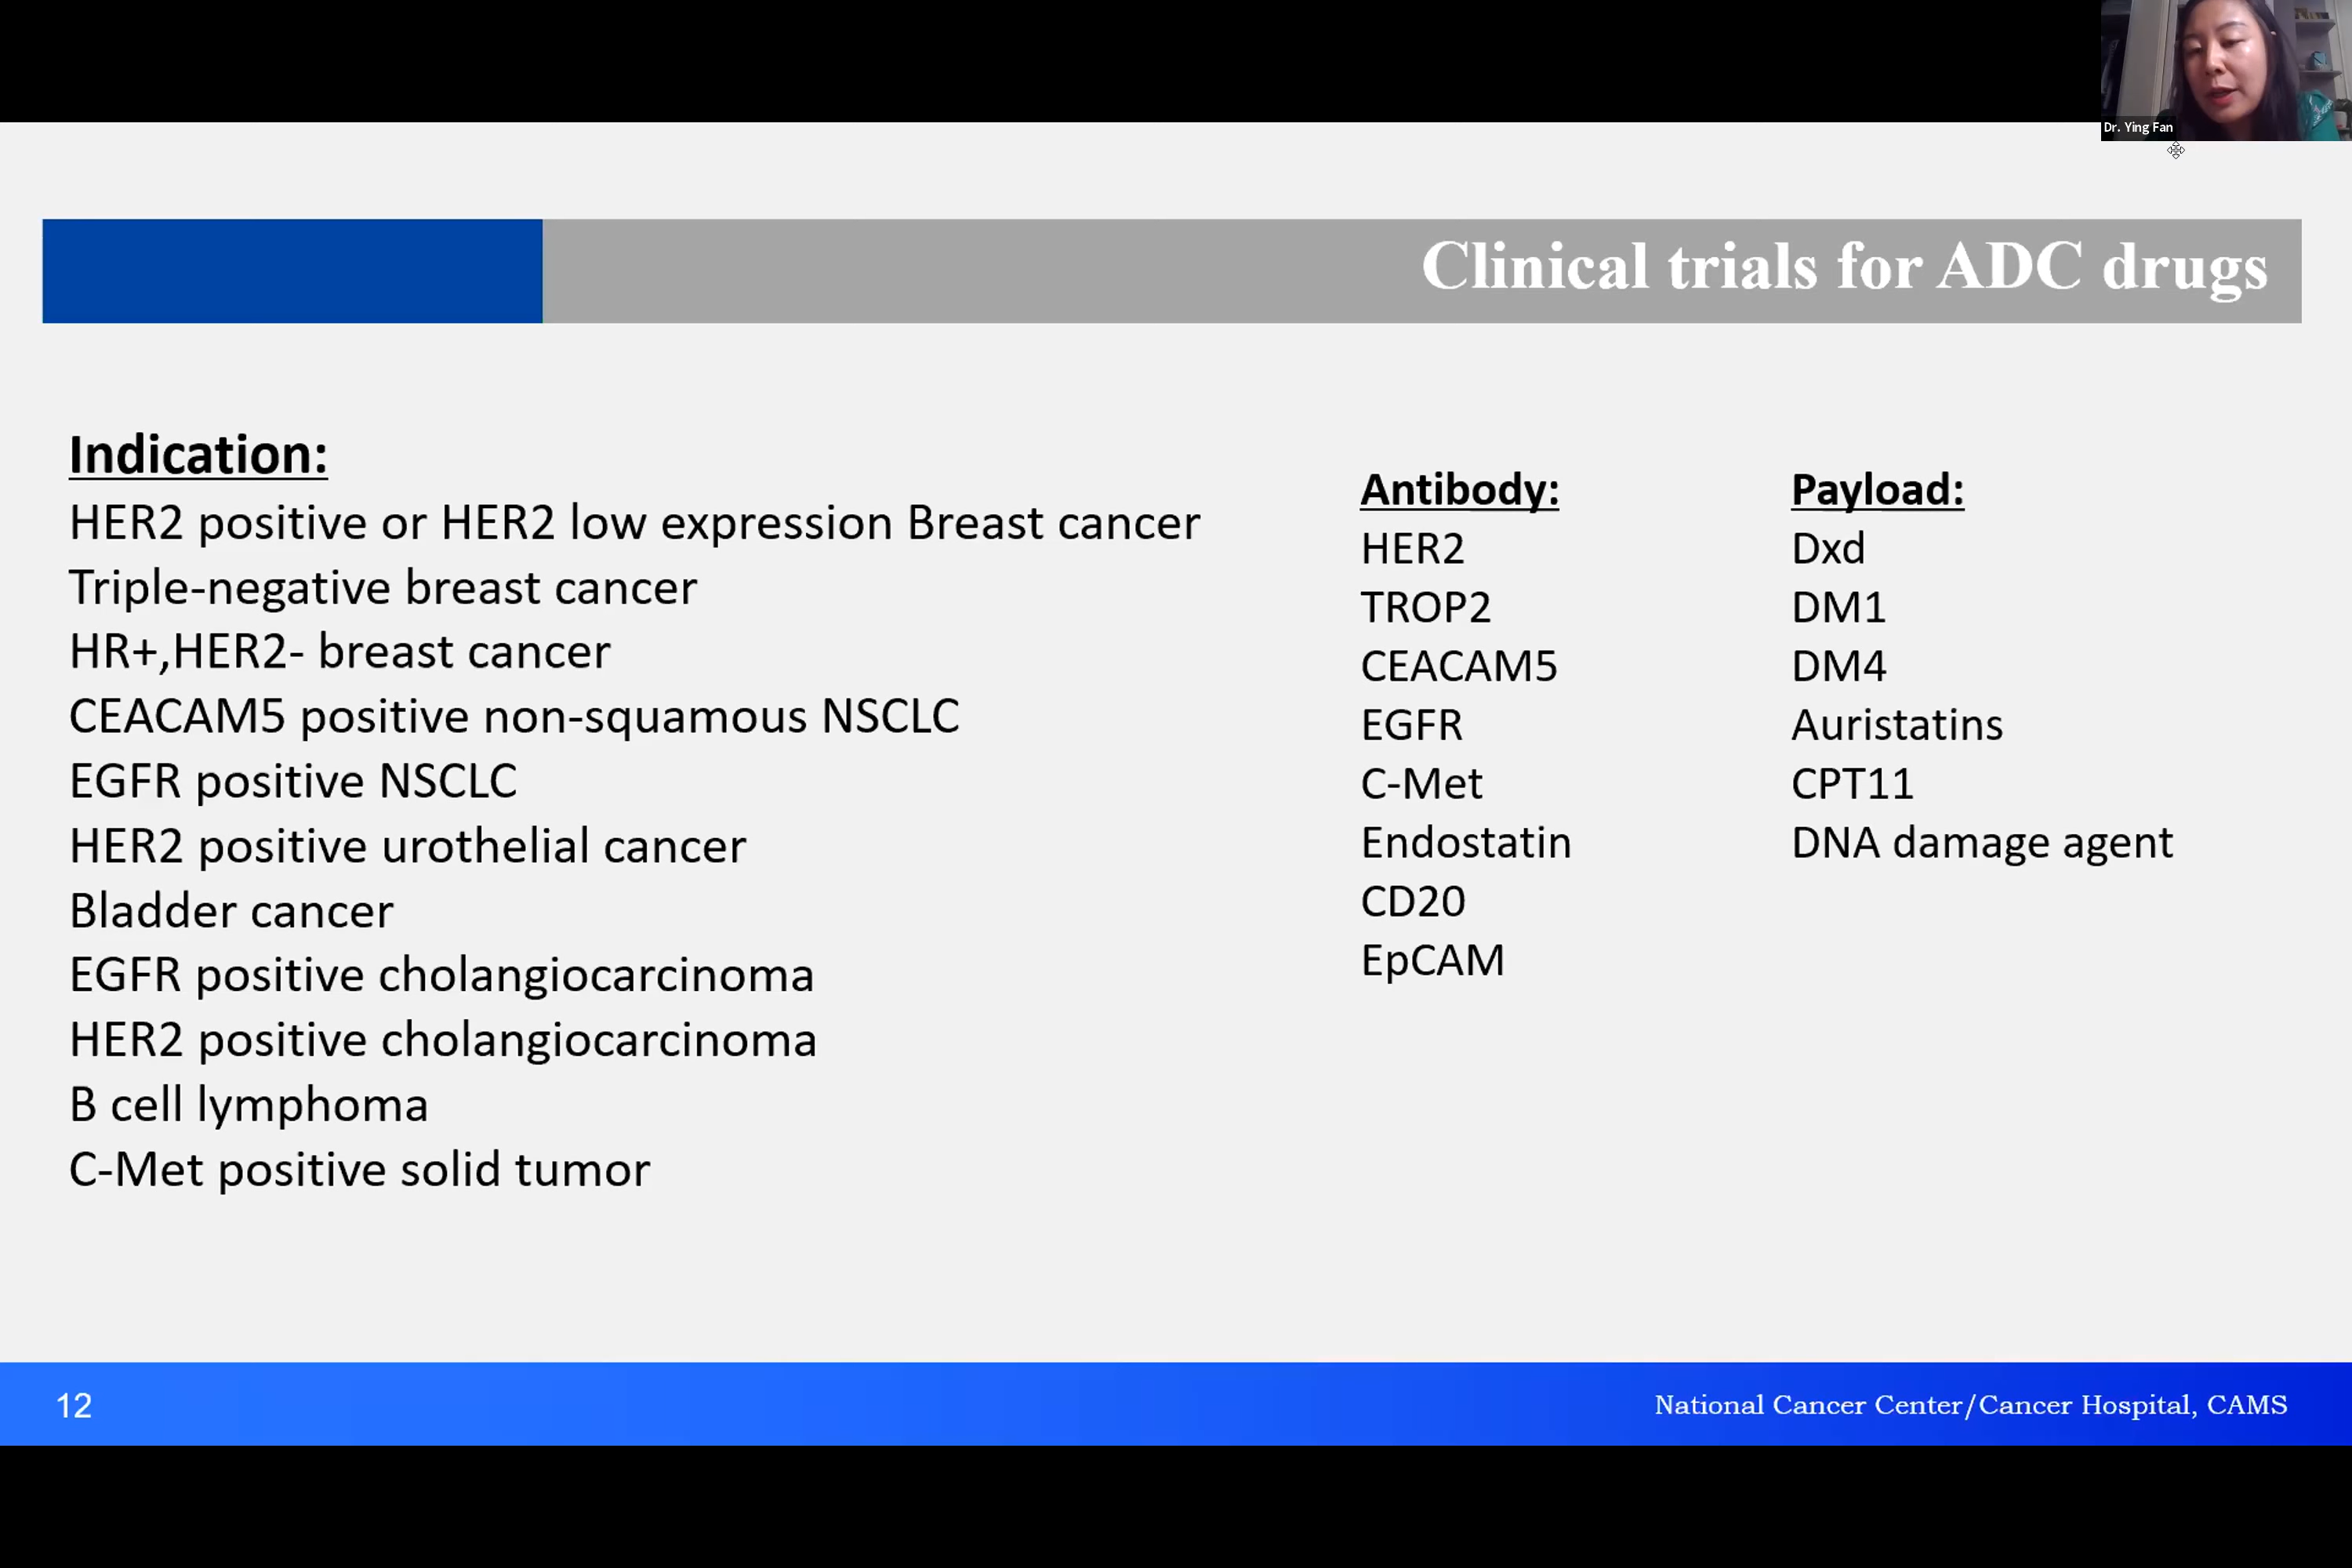 Dr. Ying Fan
Clinical trials for ADC drugs
Indication:
HER2 positive or HER2 low expression Breast cancer
Triple-negative breast cancer
HR+,HER2- breast cancer
CEACAM5 positive non-squamous NSCLC
EGFR positive NSCLC
HER2 positive urothelial cancer
Bladder cancer
EGFR positive cholangiocarcinoma
HER2 positive cholangiocarcinoma
B cell lymphoma
C-Met positive solid tumor
Antibody:
HER2
TROP2
CEACAM5
EGFR
C-Met
Endostatin
CD20
EpCAM
Payload:
Dxd
DM1
DM4
Auristatins
CPT11
DNA damage agent
12
National Cancer Center/Cancer Hospital, CAMS